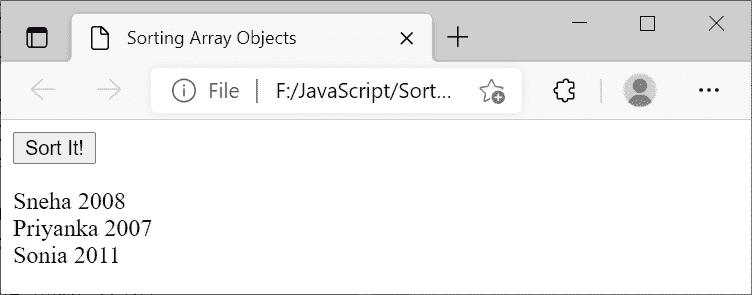 Sorting Array Objects
File F:/JavaScript/Sort...
Sort It!
Sneha 2008
Priyanka 2007
Sonia 2011